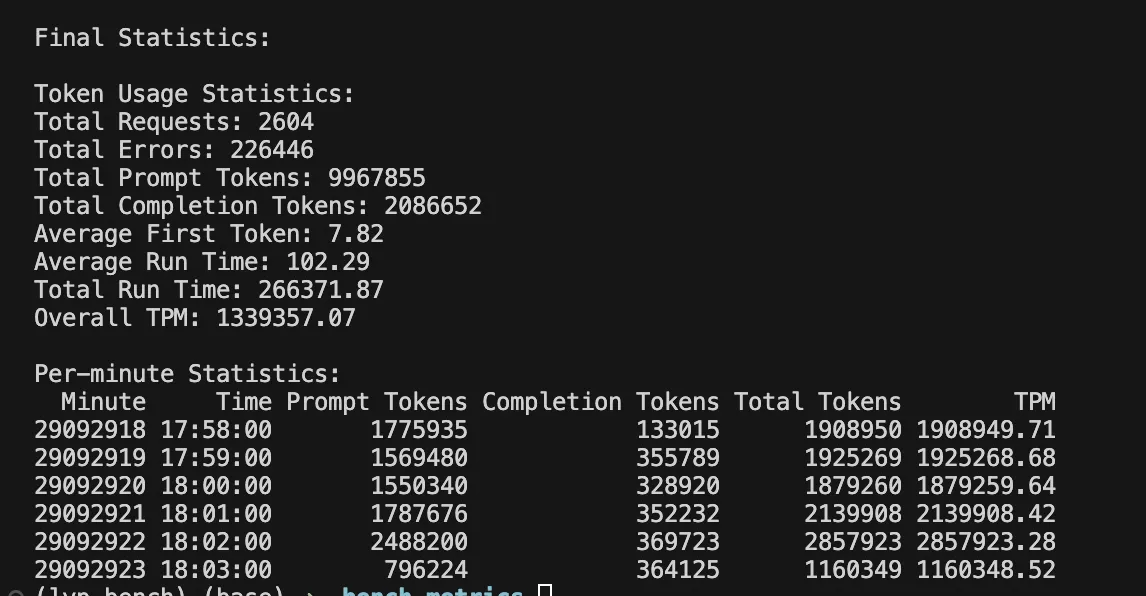 Final Statistics:
Token Usage Statistics:
Total Requests: 2604
Total Errors: 226446
Total Prompt Tokens: 9967855
Total Completion Tokens: 2086652
Average First Token: 7.82
Average Run Time: 102.29
Total Run Time: 266371.87
Overall TPM: 1339357.07
Per-minute Statistics:
Minute Time Prompt Tokens Completion Tokens Total Tokens TPM
29092918 17:58:00 1775935 133015 1908950 1908949.71
29092919 17:59:00 1569480 355789 1925269 1925268.68
29092920 18:00:00 1550340 328920 1879260 1879259.64
29092921 18:01:00 1787676 352232 2139908 2139908.42
29092922 18:02:00 2488200 369723 2857923 2857923.28
29092923 18:03:00 796224 364125 1160349 1160348.52
(base)